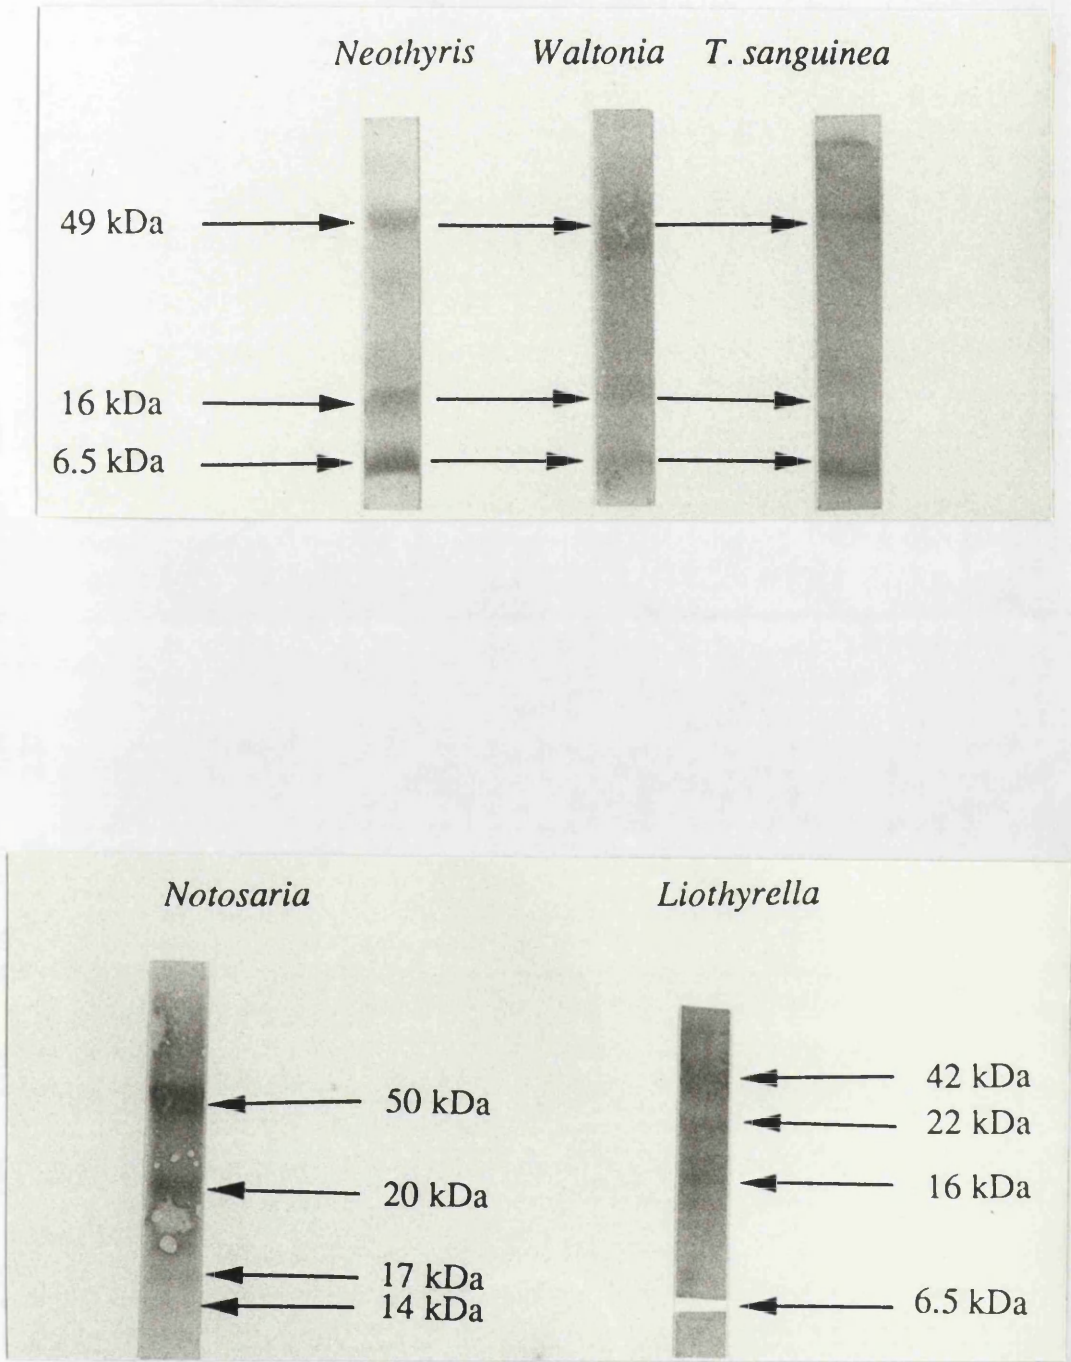 Neothyris Waltonia T. sanguinea
49 kDa
16 kDa
6.5 kDa
Notosaria Liothyrella
42 kDa
50 kDa
22 kDa
20 kDa
16 kDa
17 kDa
14 kDa
6.5 kDa